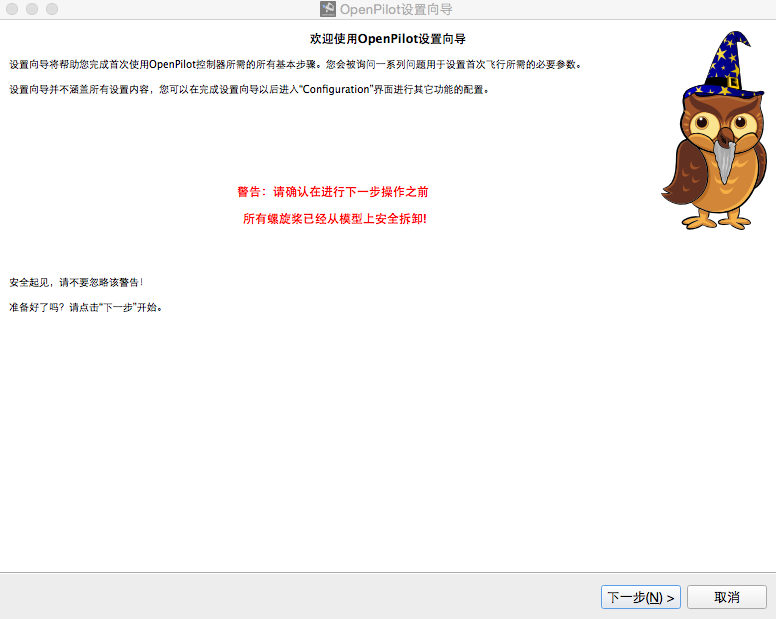 OpenPilot设置向导
欢迎使用OpenPilot设置向导
设置向导将帮助您完成首次使用OpenPilot控制器所需的所有基本步骤。您会被询问一系列问题用于设置首次飞行所需的必要参数。
设置向导并不涵盖所有设置内容，您可以在完成设置向导以后进入“Configuration”界面进行其它功能的配置。
警告：请确认在进行下一步操作之前
所有螺旋桨已经从模型上安全拆卸!
安全起见，请不要忽略该警告！
准备好了吗？请点击“下一步”开始。
下一步(N) > 取消